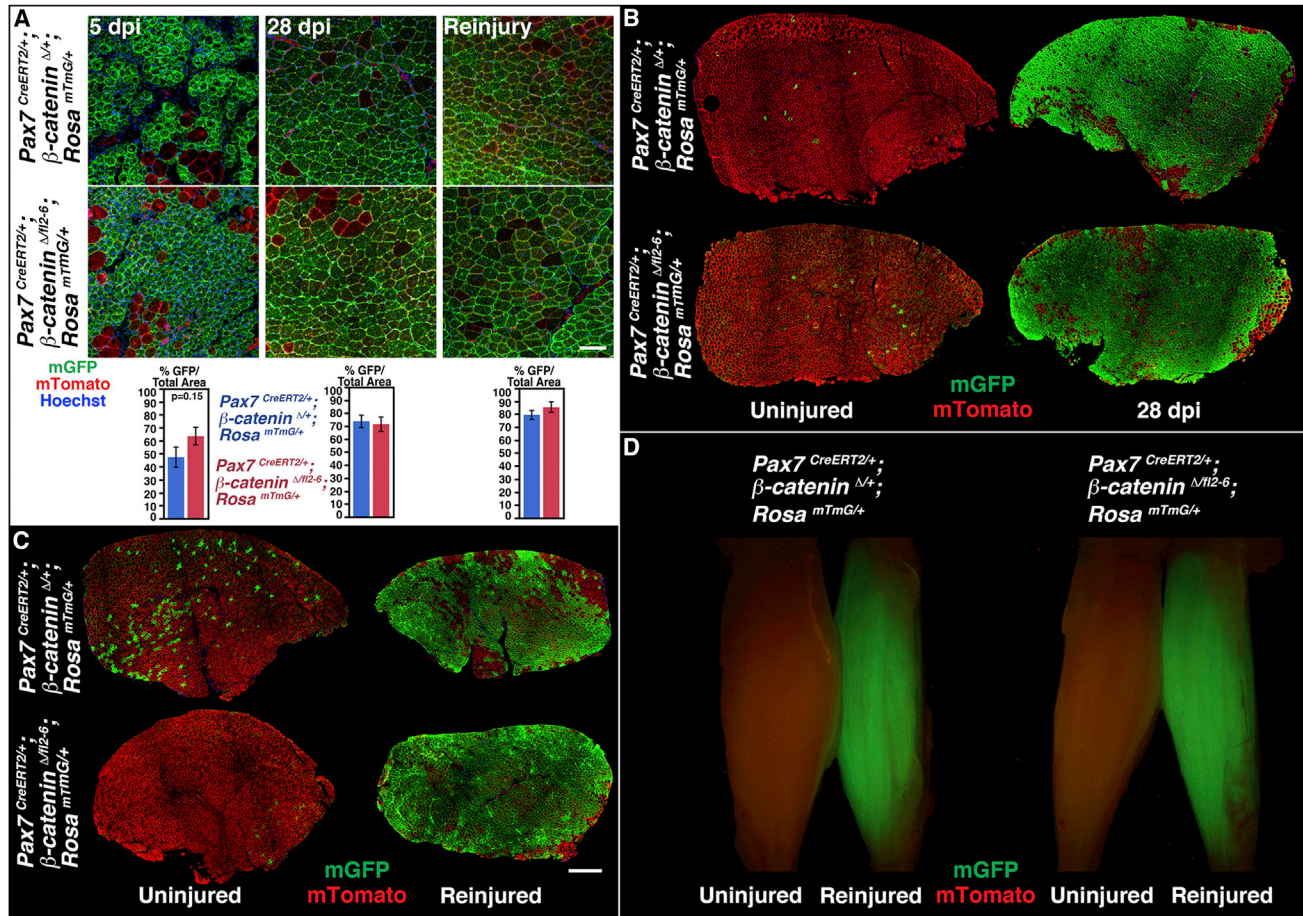 A
5 dpi
28 dpi
Reinjury
Pax7 CreERT2/+;
β-catenin Δ/+;
Rosa mTmG/+
Pax7 CreERT2/+;
β-catenin Δ/fl2-6;
Rosa mTmG/+
mGFP
mTomato
Hoechst
% GFP/
Total Area
p=0.15
100
90
80
70
60
50
40
30
20
10
0
Pax7 CreERT2/+;
β-catenin Δ/+;
Rosa mTmG/+
Pax7 CreERT2/+;
β-catenin Δ/fl2-6;
Rosa mTmG/+
% GFP/
Total Area
100
90
80
70
60
50
40
30
20
10
0
% GFP/
Total Area
100
90
80
70
60
50
40
30
20
10
0
B
Pax7 CreERT2/+;
β-catenin Δ/+;
Rosa mTmG/+
Pax7 CreERT2/+;
β-catenin Δ/fl2-6;
Rosa mTmG/+
Uninjured
mGFP
mTomato
28 dpi
C
Pax7 CreERT2/+;
β-catenin Δ/+;
Rosa mTmG/+
Pax7 CreERT2/+;
β-catenin Δ/fl2-6;
Rosa mTmG/+
Uninjured
mGFP
mTomato
Reinjured
D
Pax7 CreERT2/+;
β-catenin Δ/+;
Rosa mTmG/+
Pax7 CreERT2/+;
β-catenin Δ/fl2-6;
Rosa mTmG/+
Uninjured
Reinjured
mGFP
mTomato
Uninjured
Reinjured